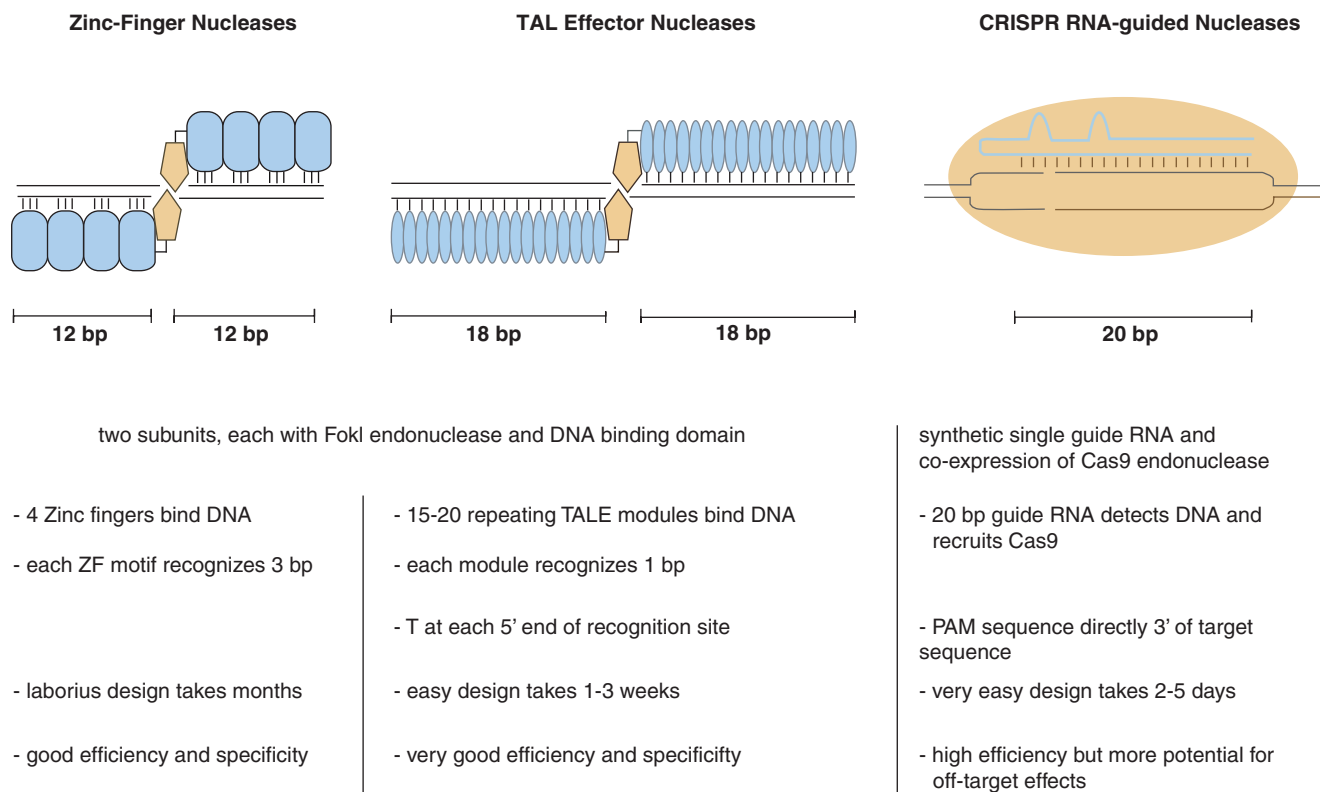 Zinc-Finger Nucleases
TAL Effector Nucleases
CRISPR RNA-guided Nucleases
12 bp
12 bp
18 bp
18 bp
20 bp
two subunits, each with FokI endonuclease and DNA binding domain
synthetic single guide RNA and
co-expression of Cas9 endonuclease
- 4 Zinc fingers bind DNA
- each ZF motif recognizes 3 bp
- laborius design takes months
- good efficiency and specificity
- 15-20 repeating TALE modules bind DNA
- each module recognizes 1 bp
- T at each 5' end of recognition site
- easy design takes 1-3 weeks
- very good efficiency and specificifty
- 20 bp guide RNA detects DNA and
recruits Cas9
- PAM sequence directly 3' of target
sequence
- very easy design takes 2-5 days
- high efficiency but more potential for
off-target effects